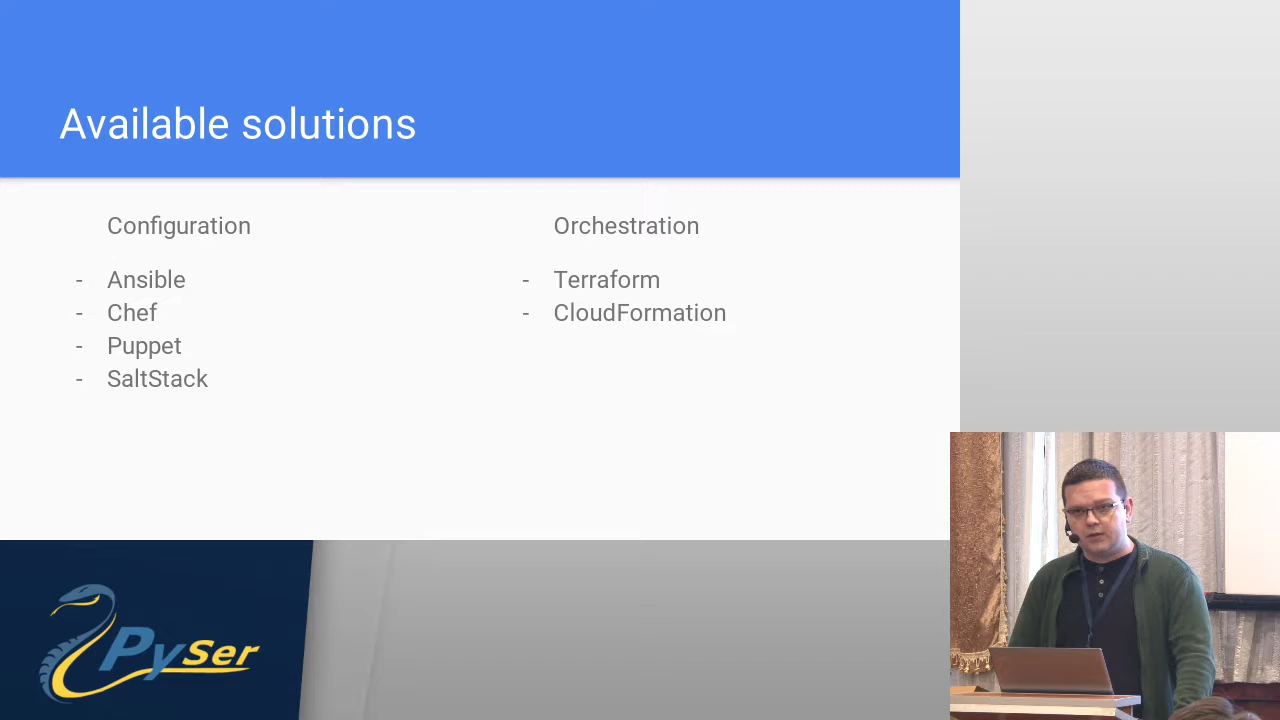 Available solutions
Configuration
- Ansible
- Chef
- Puppet
- SaltStack
Orchestration
- Terraform
- CloudFormation
PySer